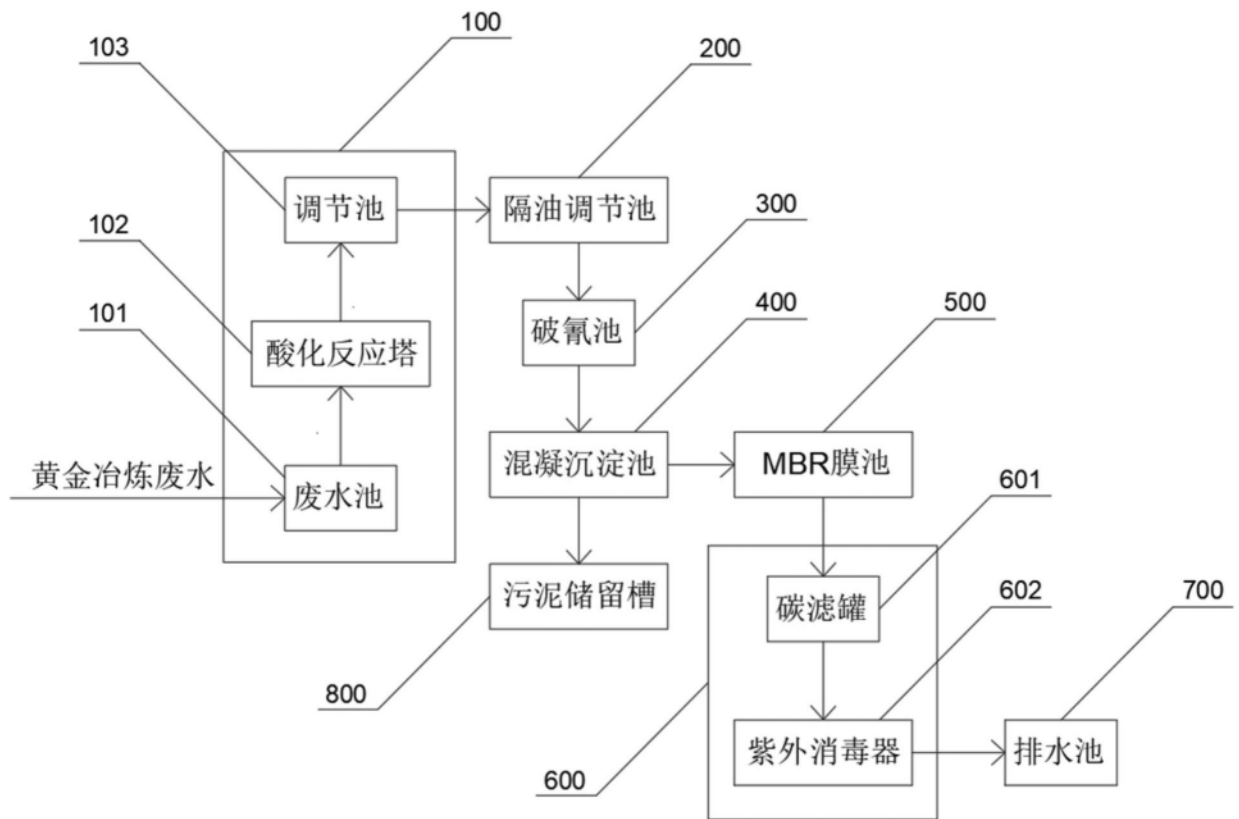 100
103
200
调节池
隔油调节池
300
102
破氰池
400
500
101
酸化反应塔
混凝沉淀池
MBR膜池
黄金冶炼废水
废水池
601
污泥储留槽
碳滤罐
602
700
800
紫外消毒器
排水池
600